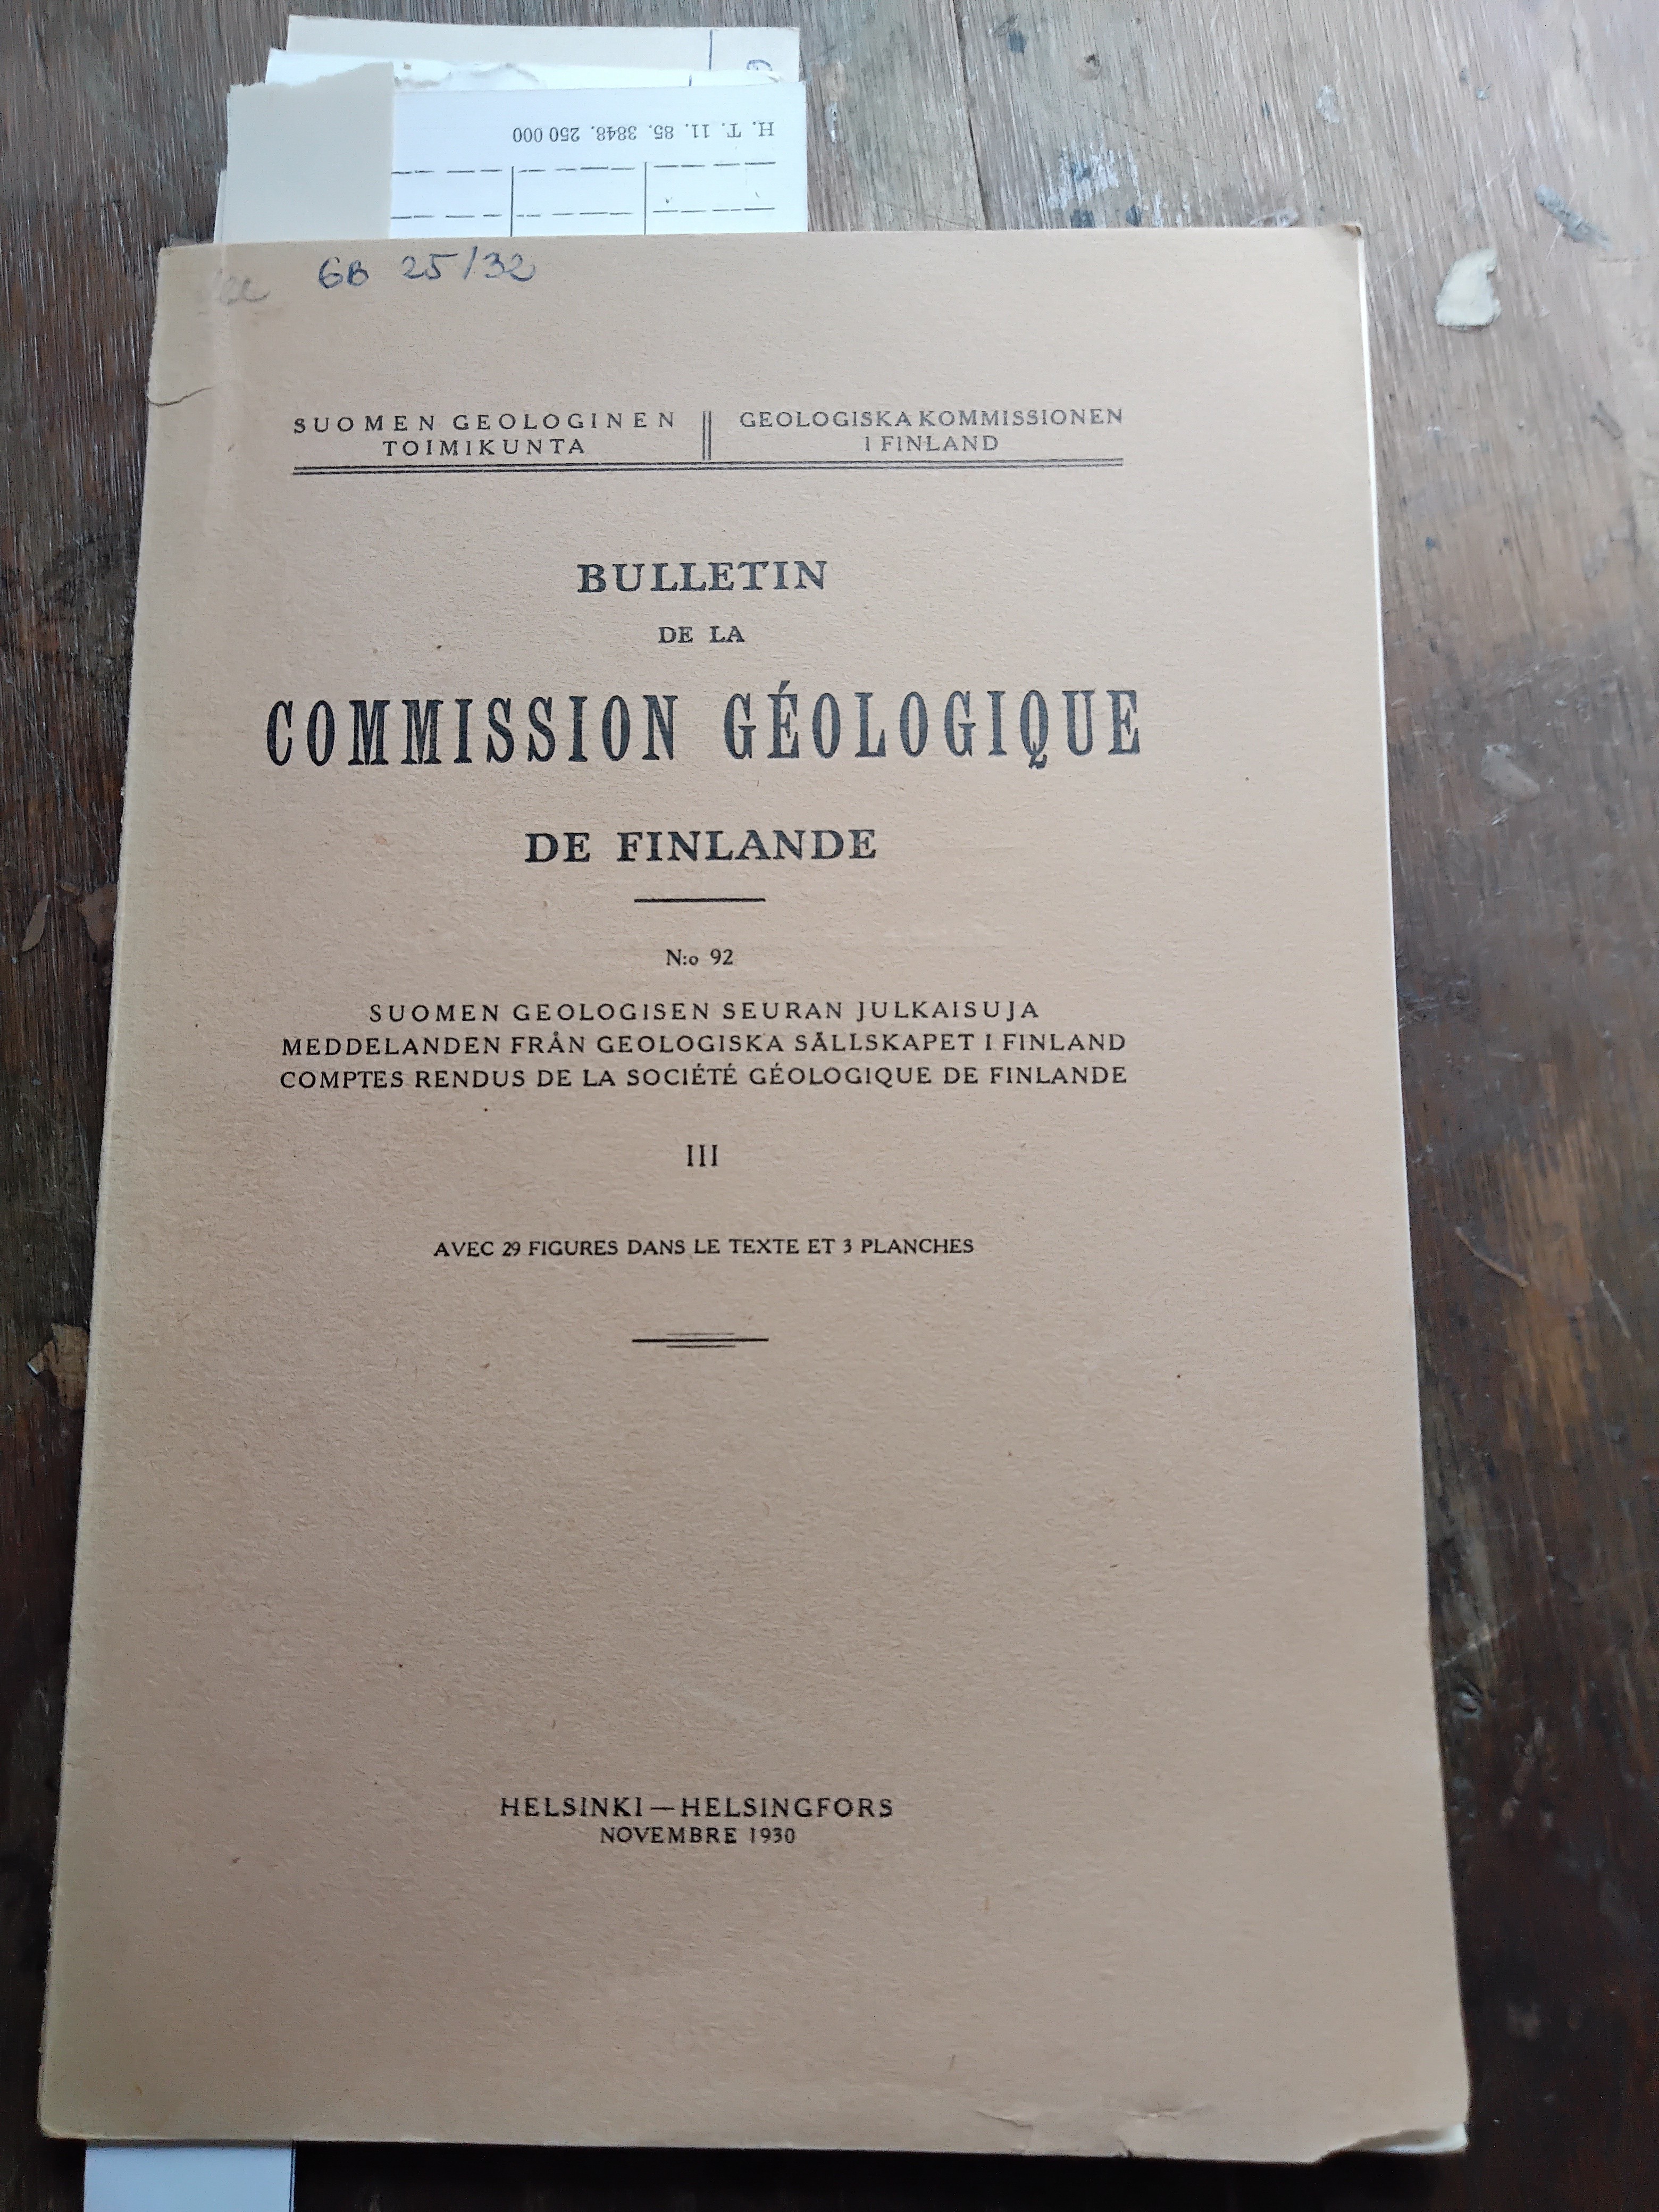 H. T. 11. 85. 3848. 250 000
GB 25/32
SUOMEN GEOLOGINEN
TOIMIKUNTA
GEOLOGISKA KOMMISSIONEN
I FINLAND
BULLETIN
DE LA
COMMISSION GÉOLOGIQUE
DE FINLANDE
N:o 92
SUOMEN GEOLOGISEN SEURAN JULKAISUJA
MEDDELANDEN FRÅN GEOLOGISKA SÄLLSKAPET I FINLAND
COMPTES RENDUS DE LA SOCIÉTÉ GÉOLOGIQUE DE FINLANDE
III
AVEC 29 FIGURES DANS LE TEXTE ET 3 PLANCHES
HELSINKI — HELSINGFORS
NOVEMBRE 1930